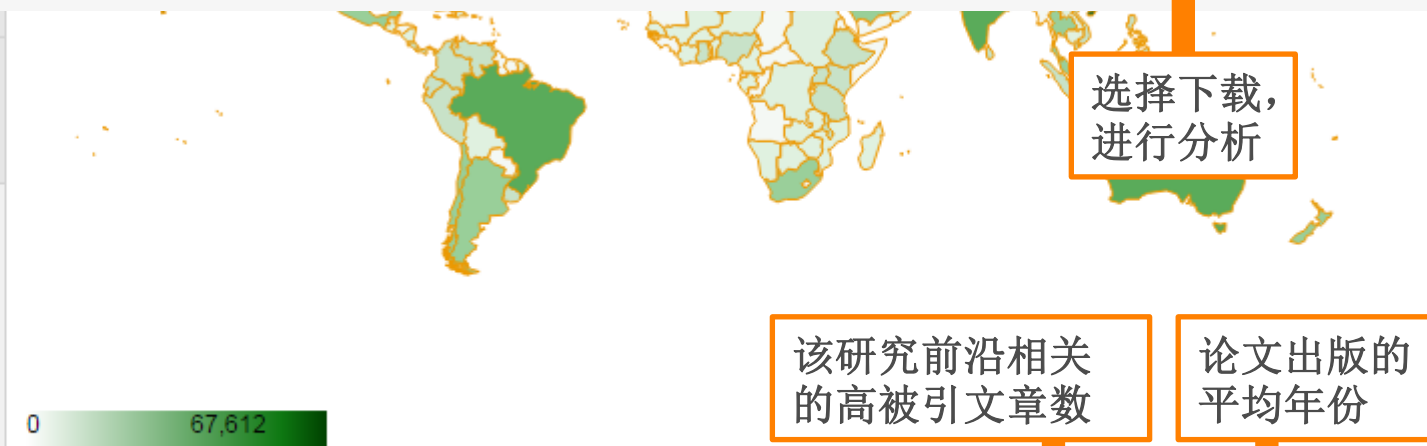 选择下载，
进行分析
该研究前沿相关
的高被引文章数
论文出版的
平均年份
0 67,612